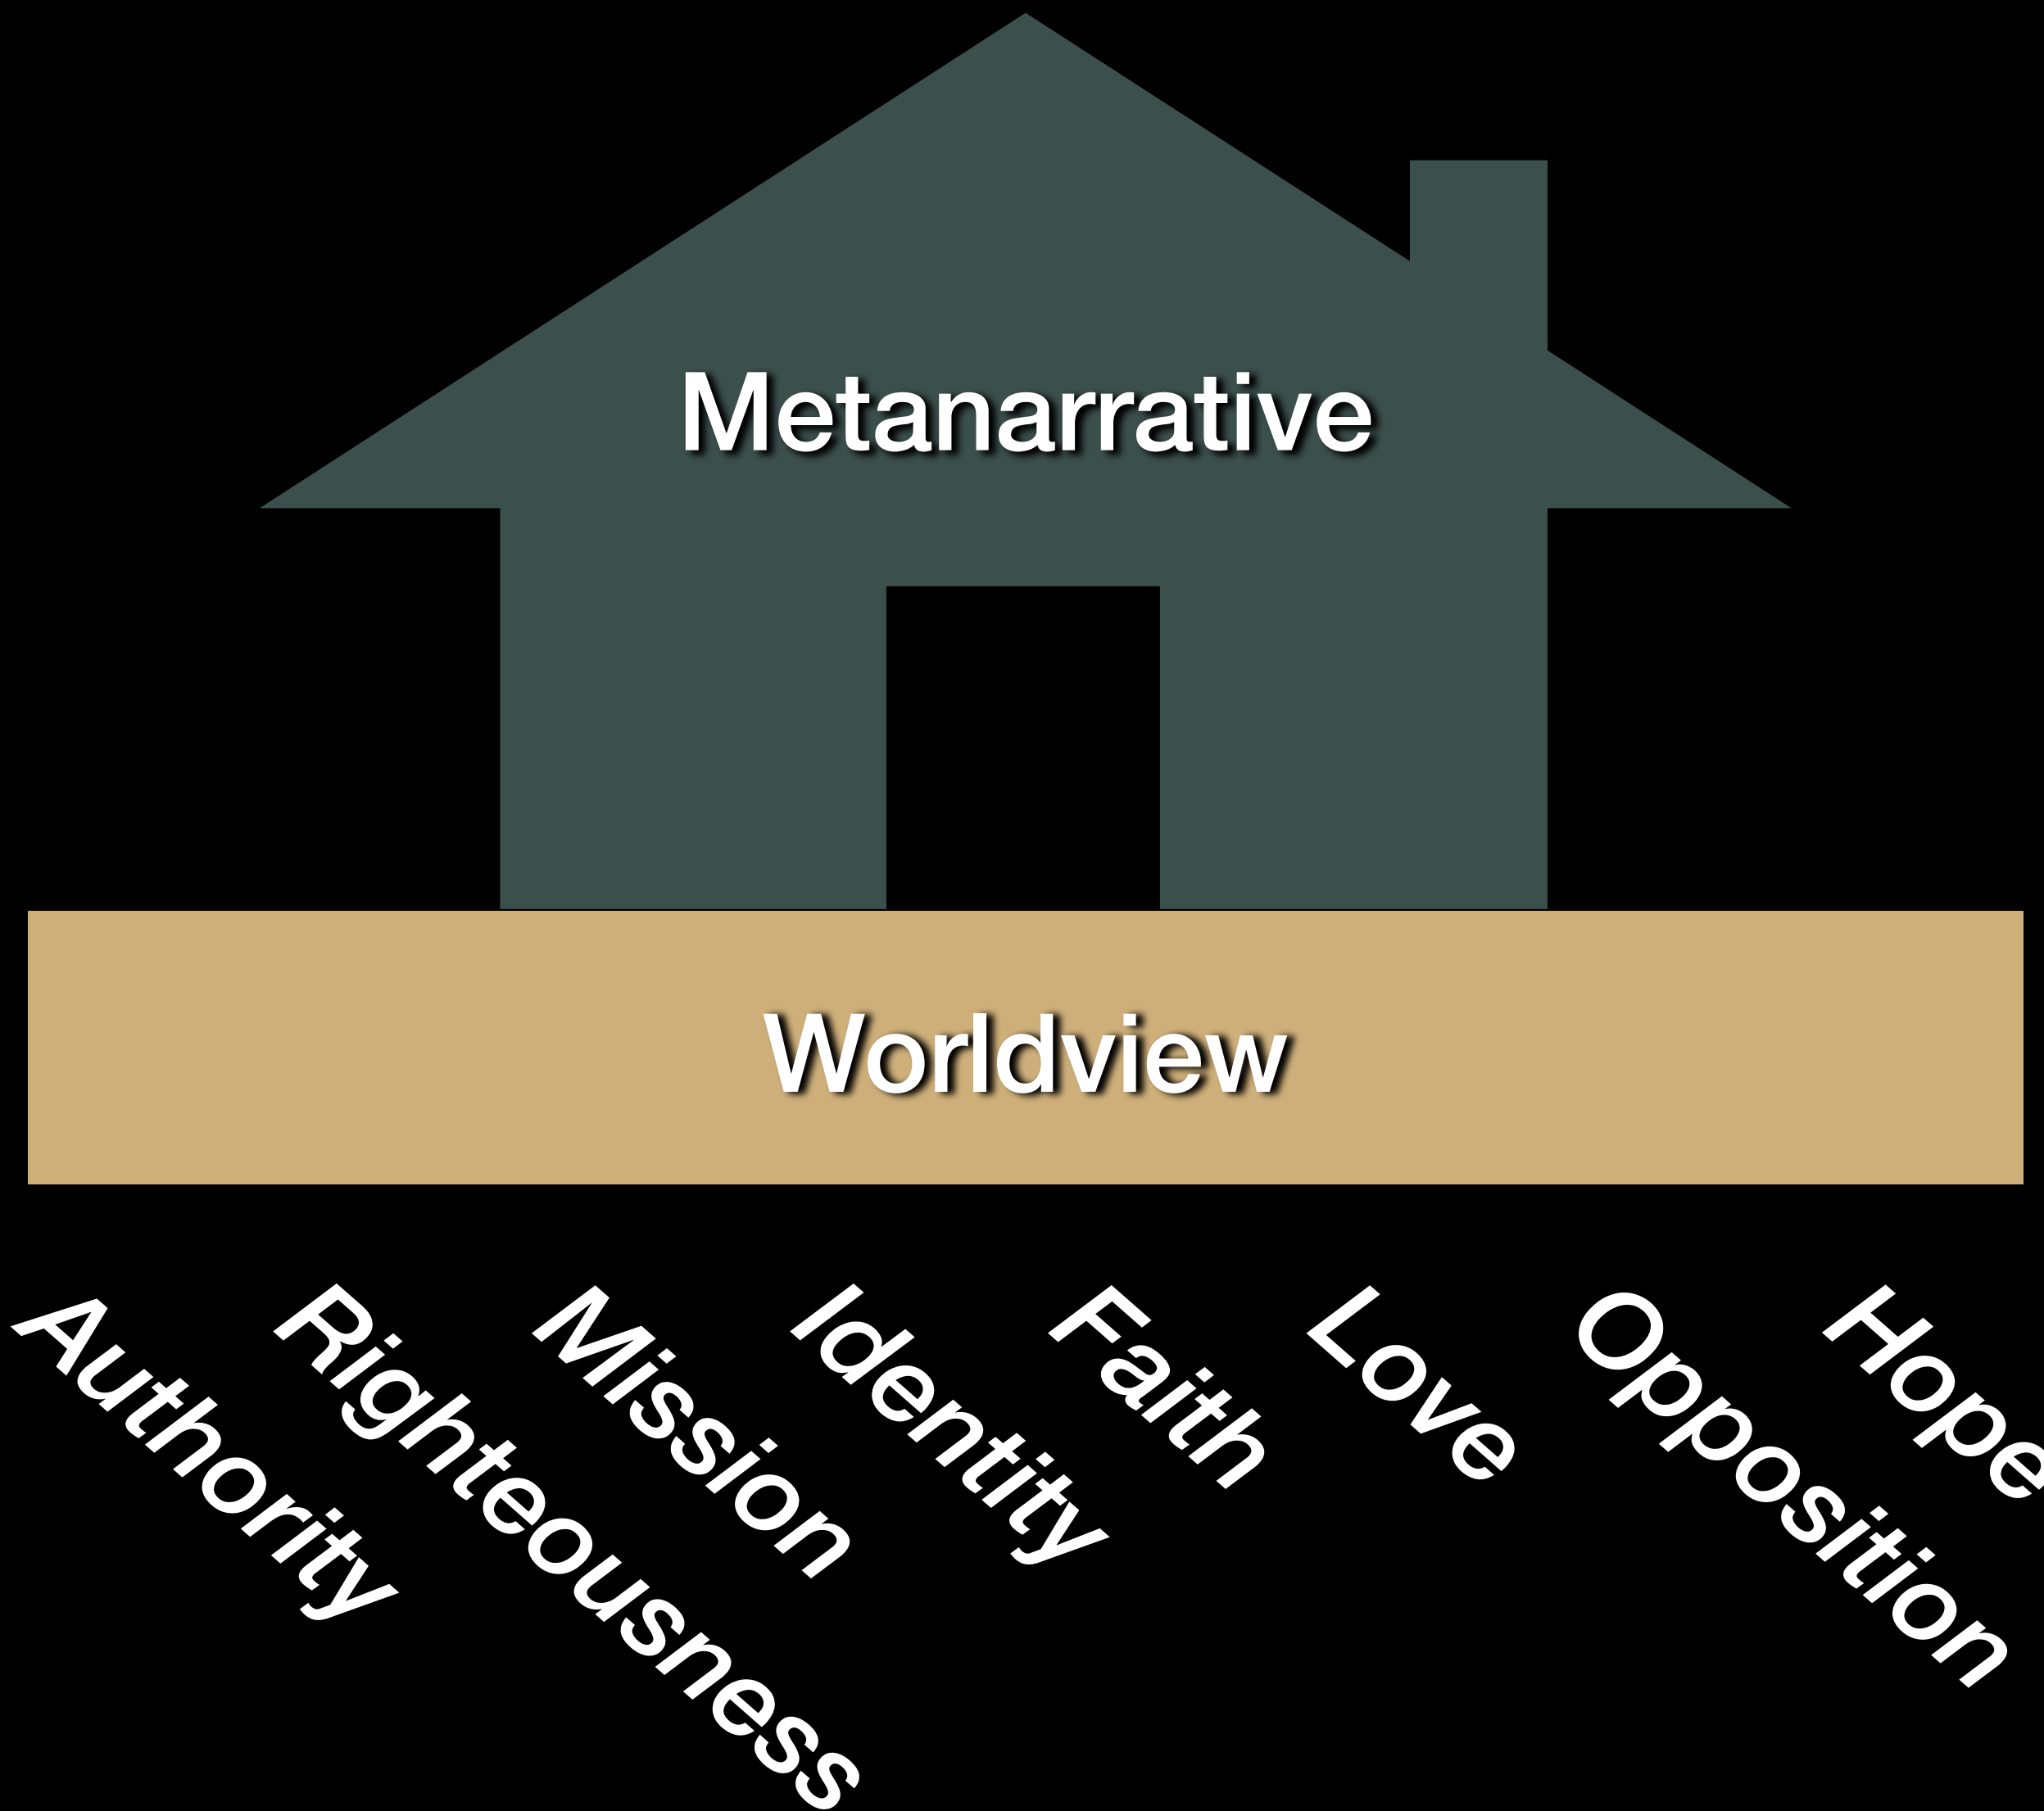 Metanarrative
Worldview
Authority
Righteousness
Mission
Identity
Faith
Love
Opposition
Hope